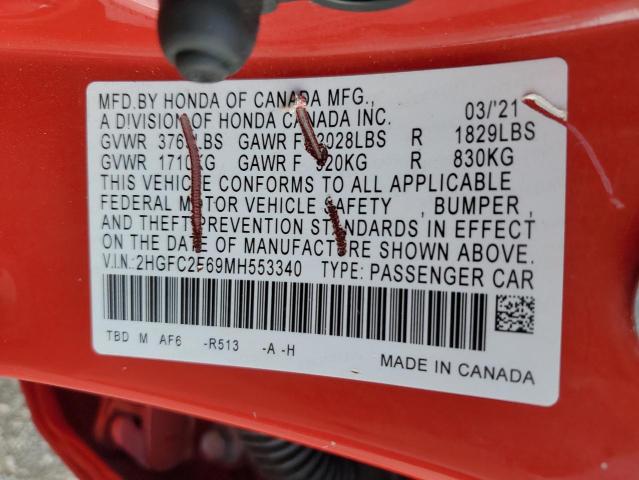 MFD.BY HONDA OF CANADA MFG., 03/'21
A DIVISION OF HONDA CANADA INC.
GVWR GAWR F 2028LBS R 1829LBS
GVWR 1710KG GAWR F R 830KG
THIS VEHICLE CONFORMS TO ALL APPLICABLE
FEDERAL MOTOR VEHICLE SAFETY , BUMPER ,
AND THEFT PREVENTION STANDARDS IN EFFECT
ON THE DATE OF MANUFACTURE SHOWN ABOVE.
V.I.N.:2HGFC2F69MH553340 TYPE: PASSENGER CAR
TBD M AF6 -R513 -A -H
MADE IN CANADA